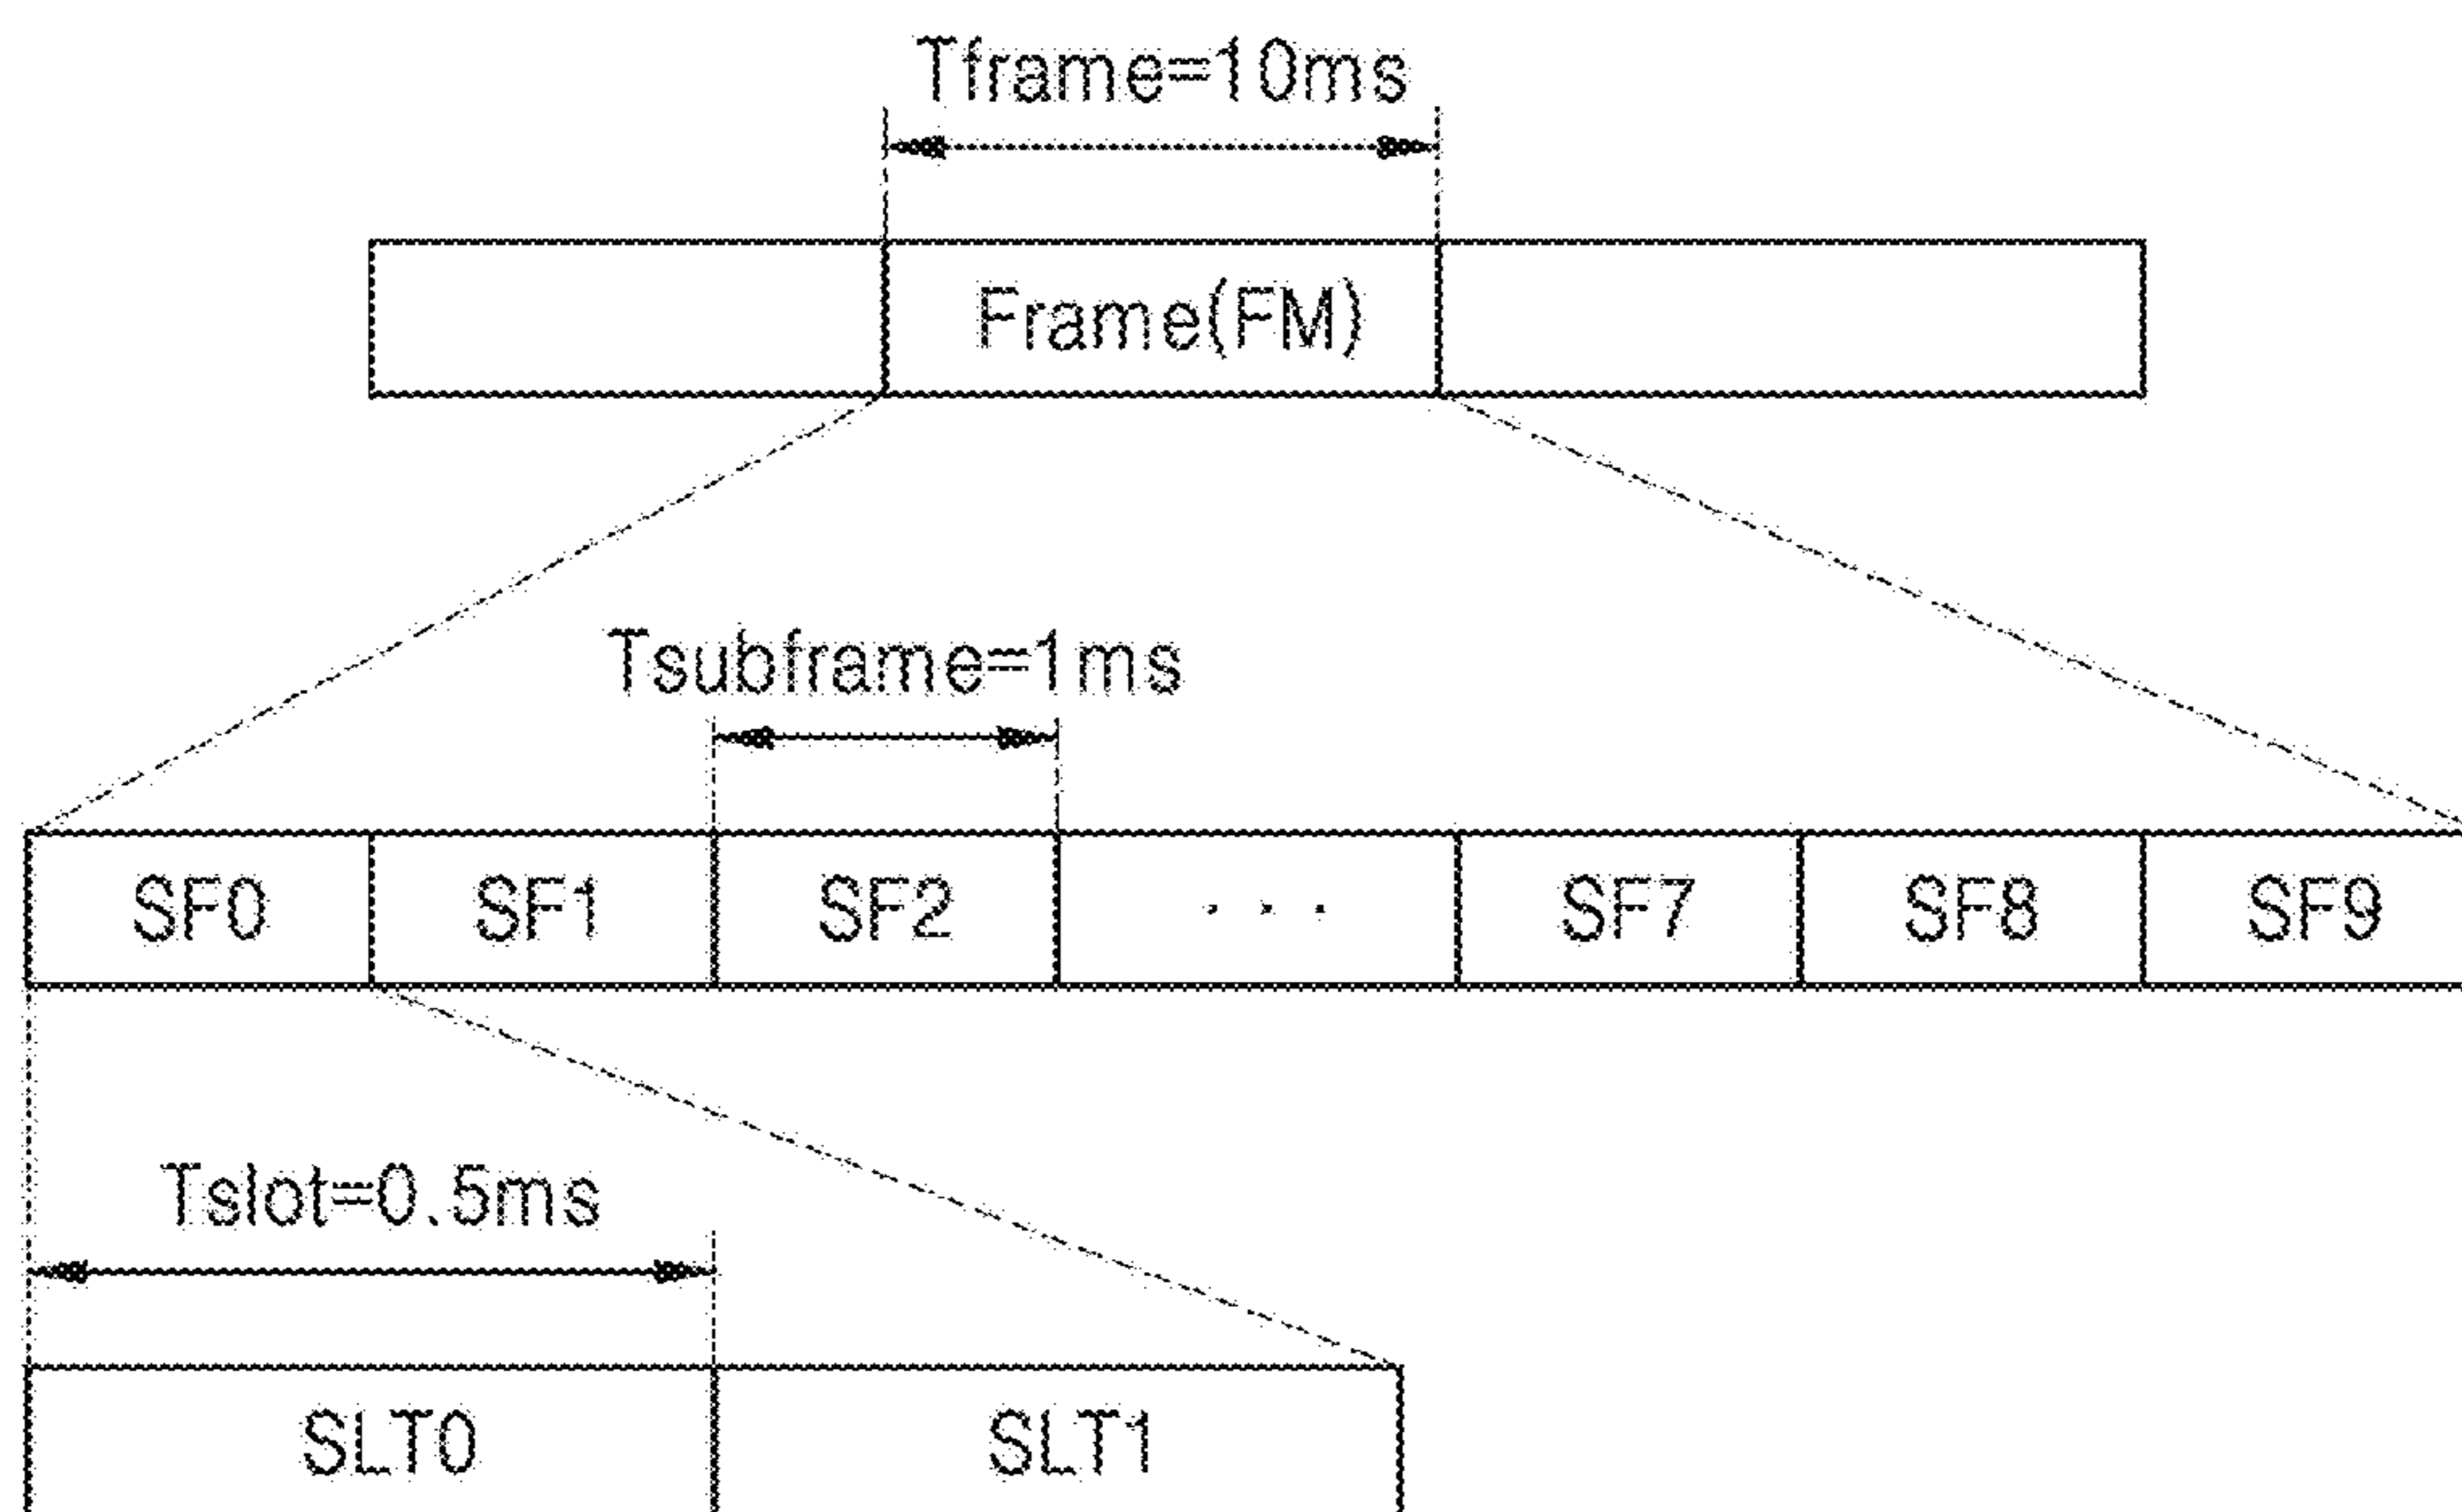 Tframe=10ms
Frame(FM)
Tsubframe=1ms
SF0 SF1 SF2 . . . SF7 SF8 SF9
Tslot=0.5ms
SLT0 SLT1